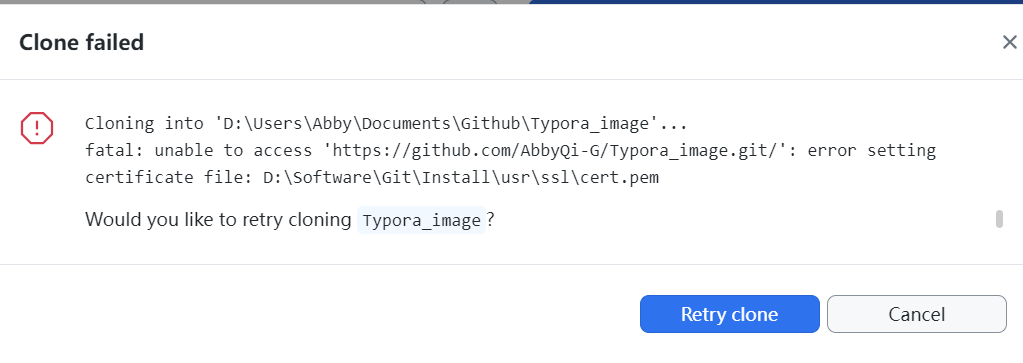 Clone failed
Cloning into 'D:\Users\Abby\Documents\Github\Typora_image'...
fatal: unable to access 'https://github.com/AbbyQi-G/Typora_image.git/': error setting
certificate file: D:\Software\Git\Install\usr\ssl\cert.pem
Would you like to retry cloning Typora_image?
Retry clone
Cancel